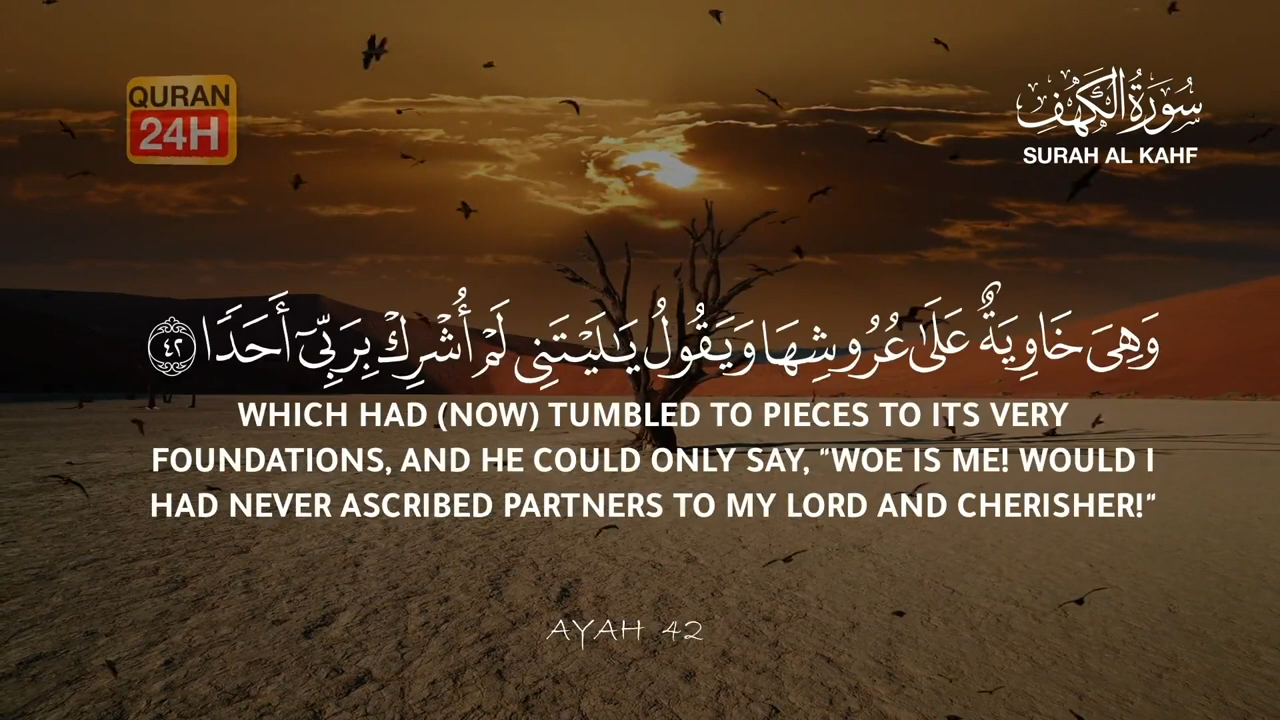 QURAN
24H
سُورَةُ الكَهْفِ
SURAH AL KAHF
وَهِىَ خَاوِيَةٌ عَلَىٰ عُرُوشِهَا وَيَقُولُ يَـٰلَيْتَنِى لَمْ أُشْرِكْ بِرَبِّىٓ أَحَدًا ٤٢
WHICH HAD (NOW) TUMBLED TO PIECES TO ITS VERY
FOUNDATIONS, AND HE COULD ONLY SAY, "WOE IS ME! WOULD I
HAD NEVER ASCRIBED PARTNERS TO MY LORD AND CHERISHER!"
AYAH 42